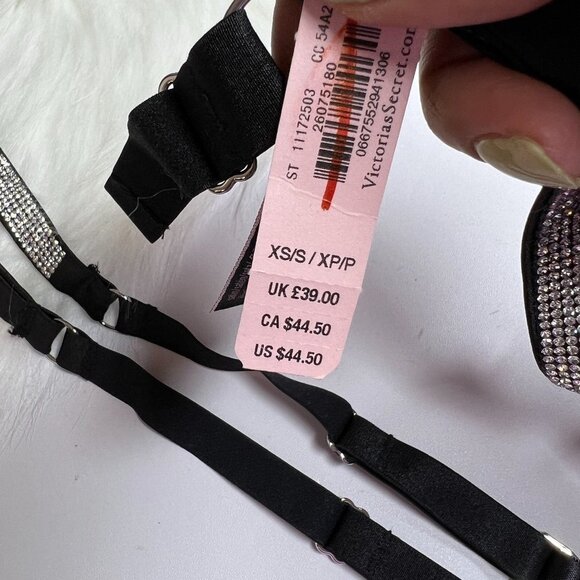 ST 11172503 CC 54A2
26075180
0667552941306
VictoriasSecret.com
XS/S / XP/P
UK £39.00
CA $44.50
US $44.50